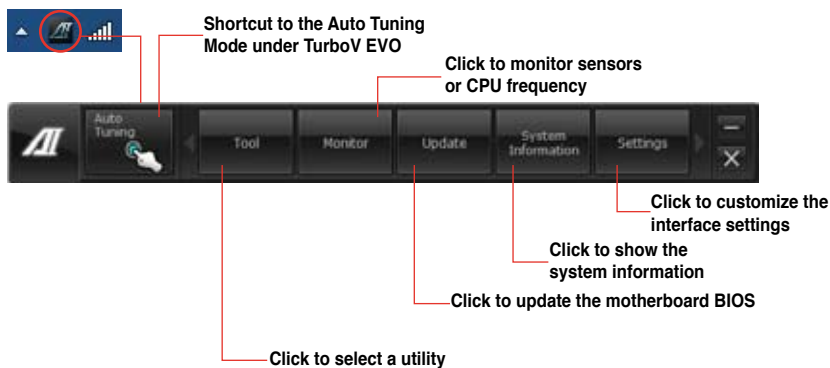 Shortcut to the Auto Tuning
Mode under TurboV EVO
Click to monitor sensors
or CPU frequency
Auto
Tuning
Tool
Monitor
Update
System
Information
Settings
Click to customize the
interface settings
Click to show the
system information
Click to update the motherboard BIOS
Click to select a utility